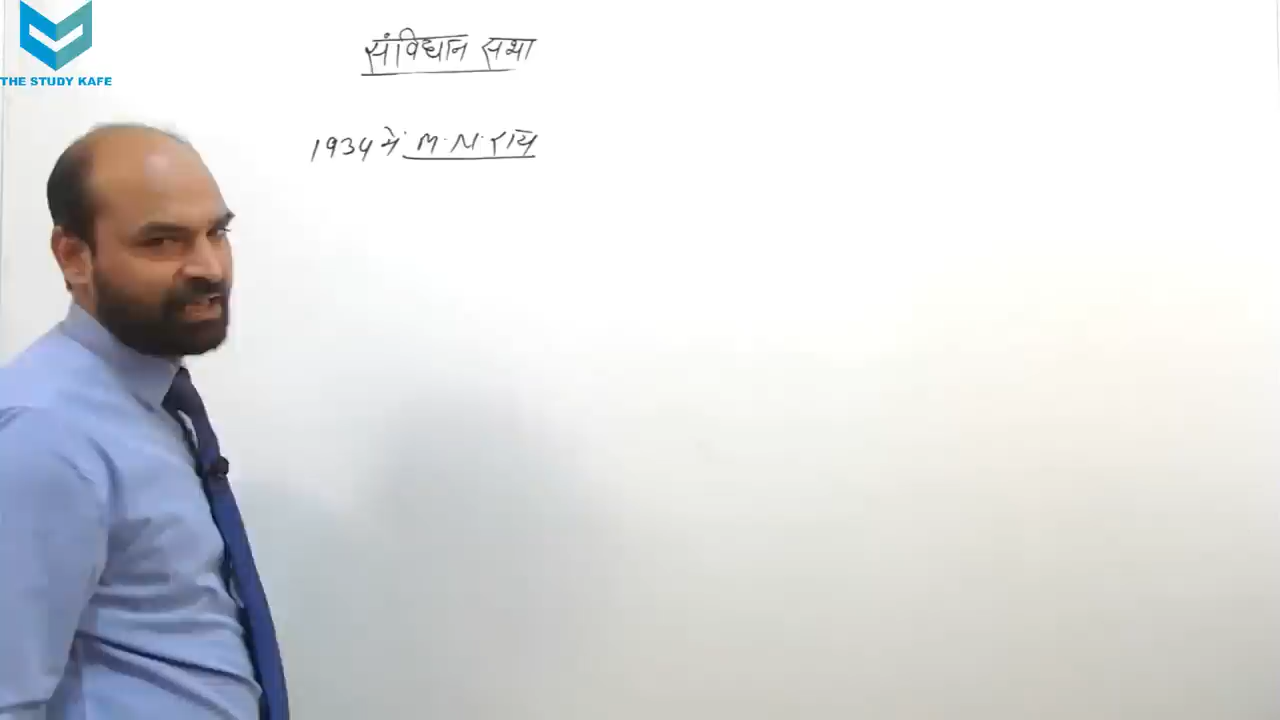 THE STUDY KAFE
संविधान सभा
1934 में M.N. राय